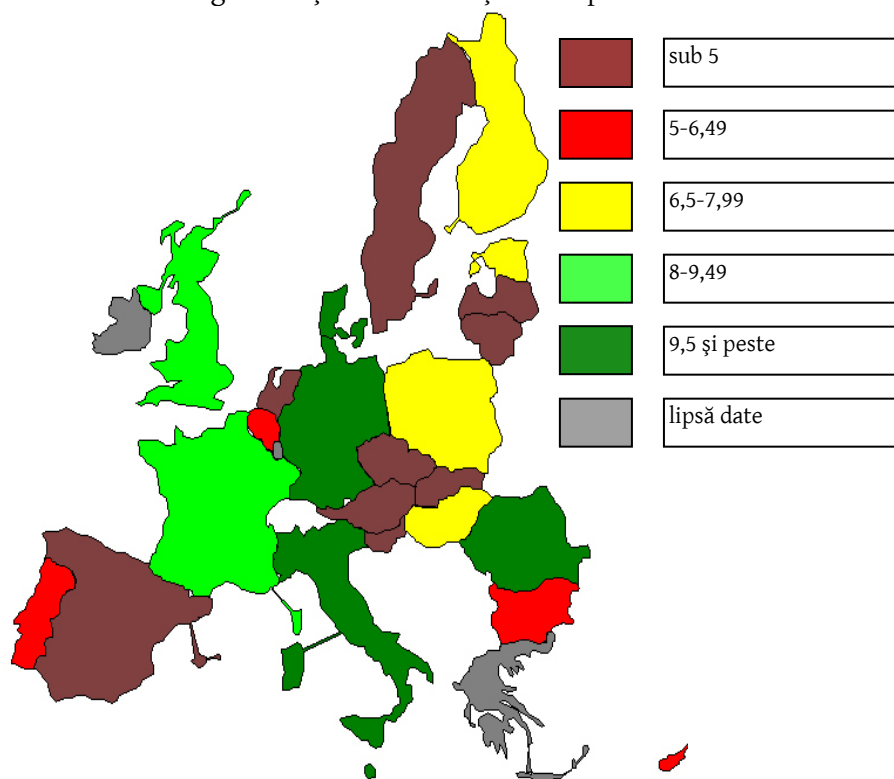 sub 5
5-6,49
6,5-7,99
8-9,49
9,5 şi peste
lipsă date